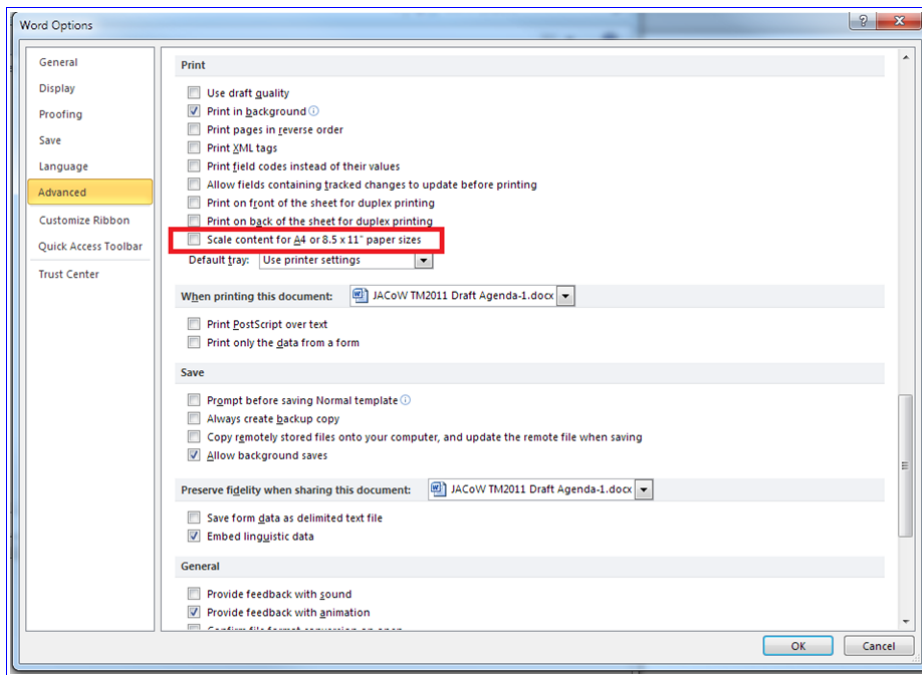 Word Options
General
Display
Proofing
Save
Language
Advanced
Customize Ribbon
Quick Access Toolbar
Trust Center
Print
Use draft quality
Print in background
Print pages in reverse order
Print XML tags
Print field codes instead of their values
Allow fields containing tracked changes to update before printing
Print on front of the sheet for duplex printing
Print on back of the sheet for duplex printing
Scale content for A4 or 8.5 x 11" paper sizes
Default tray: Use printer settings
When printing this document: JACoW TM2011 Draft Agenda-1.docx
Print PostScript over text
Print only the data from a form
Save
Prompt before saving Normal template
Always create backup copy
Copy remotely stored files onto your computer, and update the remote file when saving
Allow background saves
Preserve fidelity when sharing this document: JACoW TM2011 Draft Agenda-1.docx
Save form data as delimited text file
Embed linguistic data
General
Provide feedback with sound
Provide feedback with animation
Confirm file format conversion on open
OK Cancel